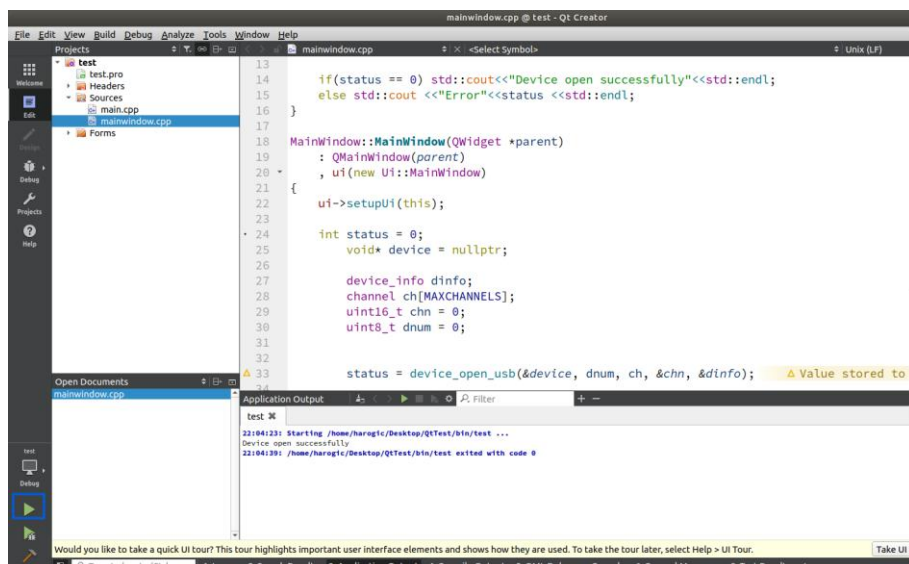 mainwindow.cpp @ test - Qt Creator
File Edit View Build Debug Analyze Tools Window Help
Projects
mainwindow.cpp
<Select Symbol>
Unix (LF)
Welcome
Edit
Design
Debug
Projects
Help
test
test.pro
Headers
Sources
main.cpp
mainwindow.cpp
Forms
13
14 if(status == 0) std::cout<<"Device open successfully"<<std::endl;
15 else std::cout <<"Error"<<status <<std::endl;
16 }
17
18 MainWindow::MainWindow(QWidget *parent)
19 : QMainWindow(parent)
20 , ui(new Ui::MainWindow)
21 {
22 ui->setupUi(this);
23
24 int status = 0;
25 void* device = nullptr;
26
27 device_info dinfo;
28 channel ch[MAXCHANNELS];
29 uint16_t chn = 0;
30 uint8_t dnum = 0;
31
32
33 status = device_open_usb(&device, dnum, ch, &chn, &dinfo); Value stored to
34
Open Documents
mainwindow.cpp
Application Output
Filter
test
22:04:23: Starting /home/harogic/Desktop/QtTest/bin/test ...
Device open successfully
22:04:39: /home/harogic/Desktop/QtTest/bin/test exited with code 0
test
Debug
Would you like to take a quick UI tour? This tour highlights important user interface elements and shows how they are used. To take the tour later, select Help > UI Tour.
Take UI